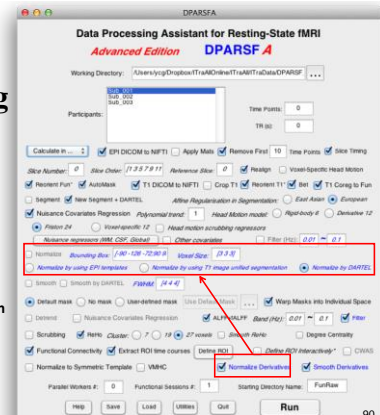 DPARSFA
Data Processing Assistant for Resting-State fMRI
Advanced Edition DPARSF A
Working Directory: /Users/ycg/Dropbox/ITraAllOnline/ITraAll/ITraData/DPARSF ...
g
Participants: Sub_001
Sub_002
Sub_003
Time Points: 0
TR (s): 0
Calculate in ... EPI DICOM to NIFTI Apply Mats Remove First 10 Time Points Slice Timing
Slice Number: 0 Slice Order: [1 3 5 7 9 11 Reference Slice: 0 Realign Voxel-Specific Head Motion
Reorient Fun* AutoMask T1 DICOM to NIFTI Crop T1 Reorient T1* Bet T1 Coreg to Fun
Segment New Segment + DARTEL Affine Regularisation in Segmentation: East Asian European
Nuisance Covariates Regression Polynomial trend: 1 Head Motion model: Rigid-body 6 Derivative 12
Friston 24 Voxel-specific 12 Head motion scrubbing regressors
Nuisance regressors (WM, CSF, Global) Other covariates Filter (Hz): 0.01 ~ 0.1
Normalize Bounding Box: [-90 -126 -72;90 9 Voxel Size: [3 3 3]
Normalize by using EPI templates Normalize by using T1 image unified segmentation Normalize by DARTEL
Smooth Smooth by DARTEL FWHM: [4 4 4]
Default mask No mask User-defined mask Use Default Mask ... Warp Masks into Individual Space
Detrend Nuisance Covariates Regression ALFF+fALFF Band (Hz): 0.01 ~ 0.1 Filter
Scrubbing ReHo Cluster: 7 19 27 voxels Smooth ReHo Degree Centrality
Functional Connectivity Extract ROI time courses Define ROI Define ROI Interactively* CWAS
Normalize to Symmetric Template VMHC Normalize Derivatives Smooth Derivatives
Parallel Workers #: 0 Functional Sessions #: 1 Starting Directory Name: FunRaw
Help Save Load Utilities Quit Run
90